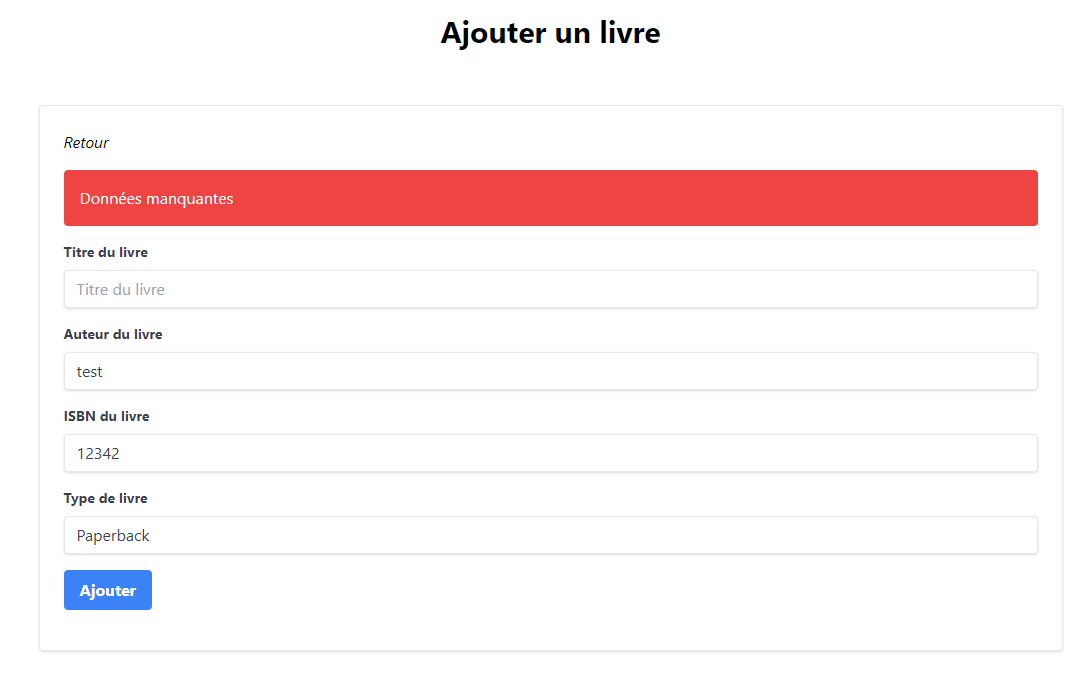 Ajouter un livre
Retour
Données manquantes
Titre du livre
Titre du livre
Auteur du livre
test
ISBN du livre
12342
Type de livre
Paperback
Ajouter